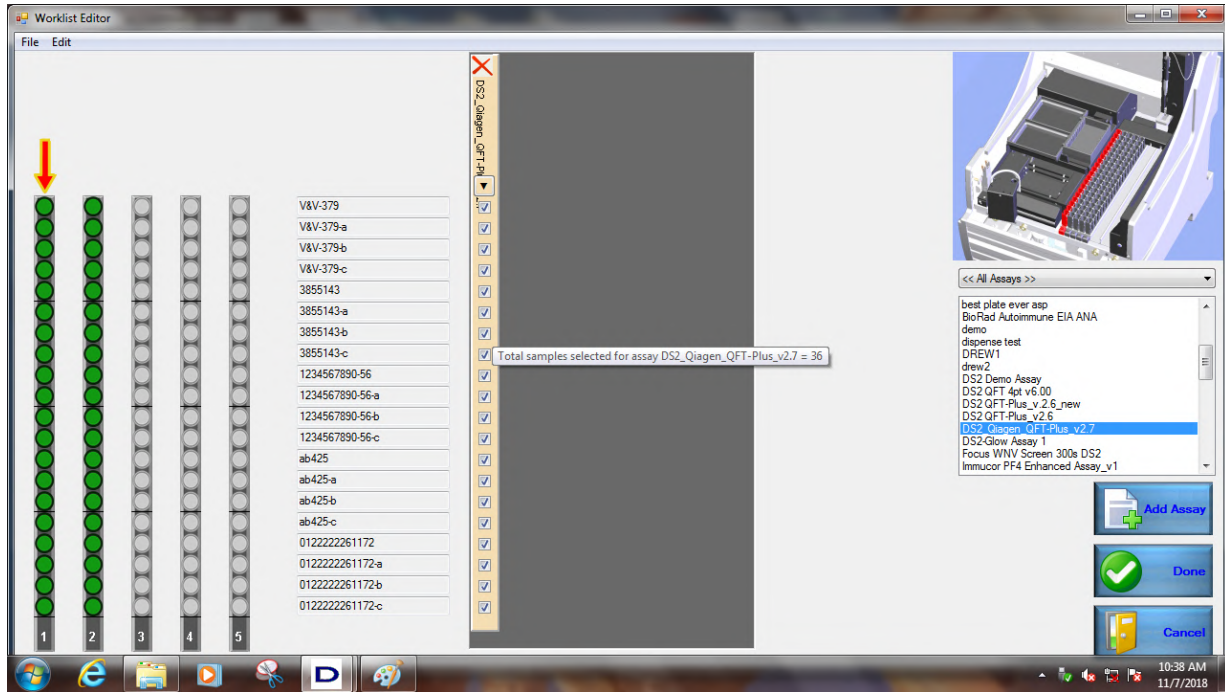 Worklist Editor
File Edit
DS2_Qiagen_QFT-Pl
V&V-379
V&V-379-a
V&V-379-b
V&V-379-c
3855143
3855143-a
3855143-b
3855143-c
Total samples selected for assay DS2_Qiagen_QFT-Plus_v2.7 = 36
1234567890-56
1234567890-56-a
1234567890-56-b
1234567890-56-c
ab425
ab425-a
ab425-b
ab425-c
0122222261172
0122222261172-a
0122222261172-b
0122222261172-c
1 2 3 4 5
<< All Assays >>
best plate ever asp
BioRad Autoimmune EIA ANA
demo
dispense test
DREW1
drew2
DS2 Demo Assay
DS2 QFT 4pt v6.00
DS2 QFT-Plus_v.2.6_new
DS2 QFT-Plus_v2.6
DS2_Qiagen_QFT-Plus_v2.7
DS2-Glow Assay 1
Focus WNV Screen 300s DS2
Immucor PF4 Enhanced Assay_v1
Add Assay
Done
Cancel
D
10:38 AM
11/7/2018